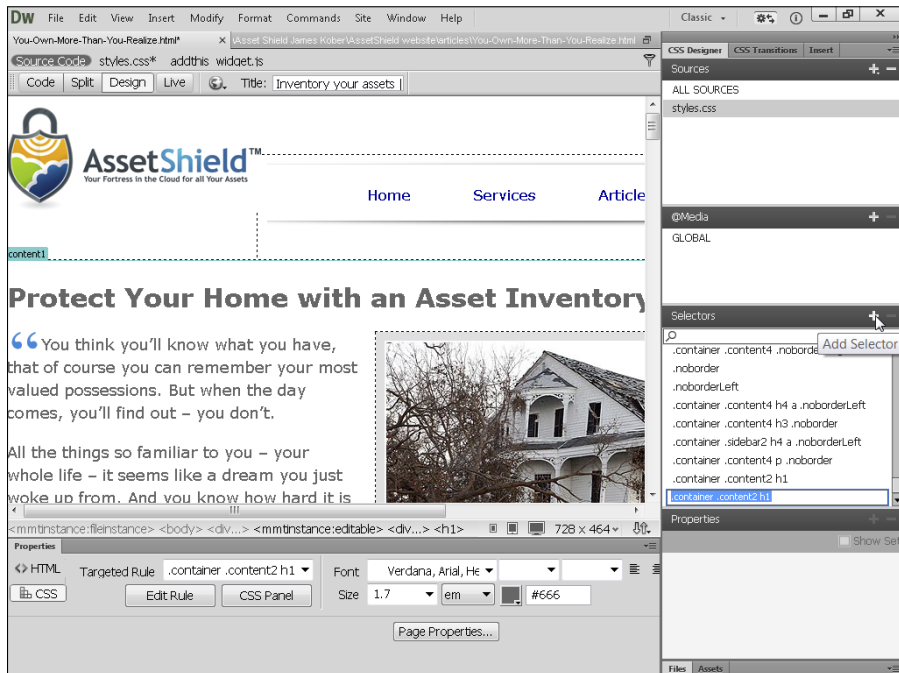 DW File Edit View Insert Modify Format Commands Site Window Help Classic
You-Own-More-Than-You-Realize.html* × \Asset Shield James Kober\AssetShield website\articles\You-Own-More-Than-You-Realize.html
Source Code styles.css* addthis_widget.js
Code Split Design Live Title: Inventory your assets |
AssetShield™
Your Fortress in the Cloud for all Your Assets
Home Services Article
content1
Protect Your Home with an Asset Inventory
You think you'll know what you have,
that of course you can remember your most
valued possessions. But when the day
comes, you'll find out – you don't.
All the things so familiar to you – your
whole life – it seems like a dream you just
woke up from. And you know how hard it is
<mmtinstance:fileinstance> <body> <div...> <mmtinstance:editable> <div...> <h1> 728 x 464
Properties
<> HTML Targeted Rule .container .content2 h1 Font Verdana, Arial, He
CSS Edit Rule CSS Panel Size 1.7 em #666
Page Properties...
CSS Designer CSS Transitions Insert
Sources
ALL SOURCES
styles.css
@Media
GLOBAL
Selectors
Add Selector
.container .content4 .noborde
.noborder
.noborderLeft
.container .content4 h4 a .noborderLeft
.container .content4 h3 .noborder
.container .sidebar2 h4 a .noborderLeft
.container .content4 p .noborder
.container .content2 h1
.container .content2 h1
Properties
Show Set
Files Assets